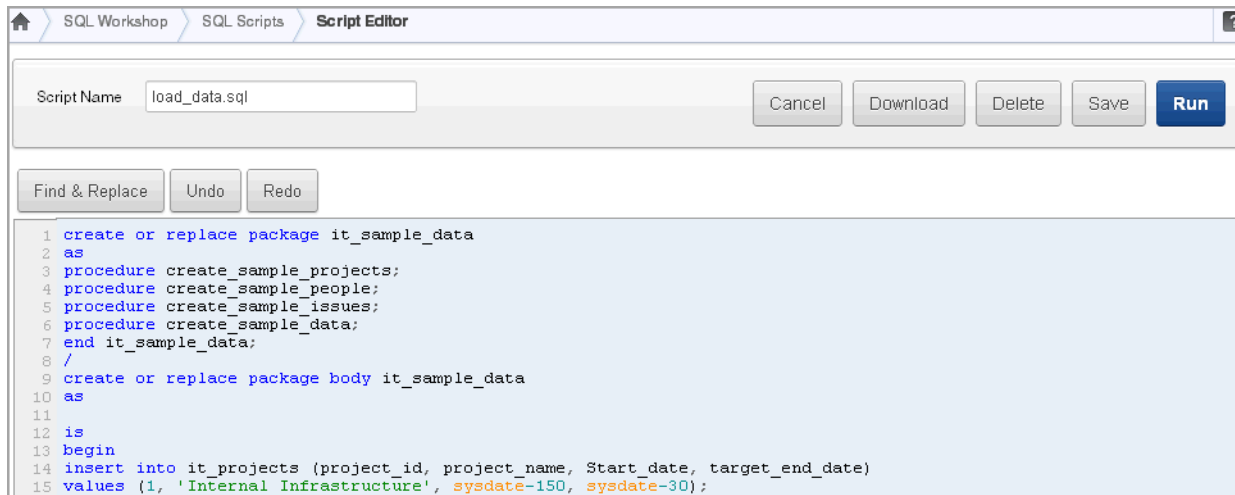 SQL Workshop SQL Scripts Script Editor ?
Script Name load_data.sql Cancel Download Delete Save Run
Find & Replace Undo Redo
1 create or replace package it_sample_data
2 as
3 procedure create_sample_projects;
4 procedure create_sample_people;
5 procedure create_sample_issues;
6 procedure create_sample_data;
7 end it_sample_data;
8 /
9 create or replace package body it_sample_data
10 as
11
12 is
13 begin
14 insert into it_projects (project_id, project_name, Start_date, target_end_date)
15 values (1, 'Internal Infrastructure', sysdate-150, sysdate-30);